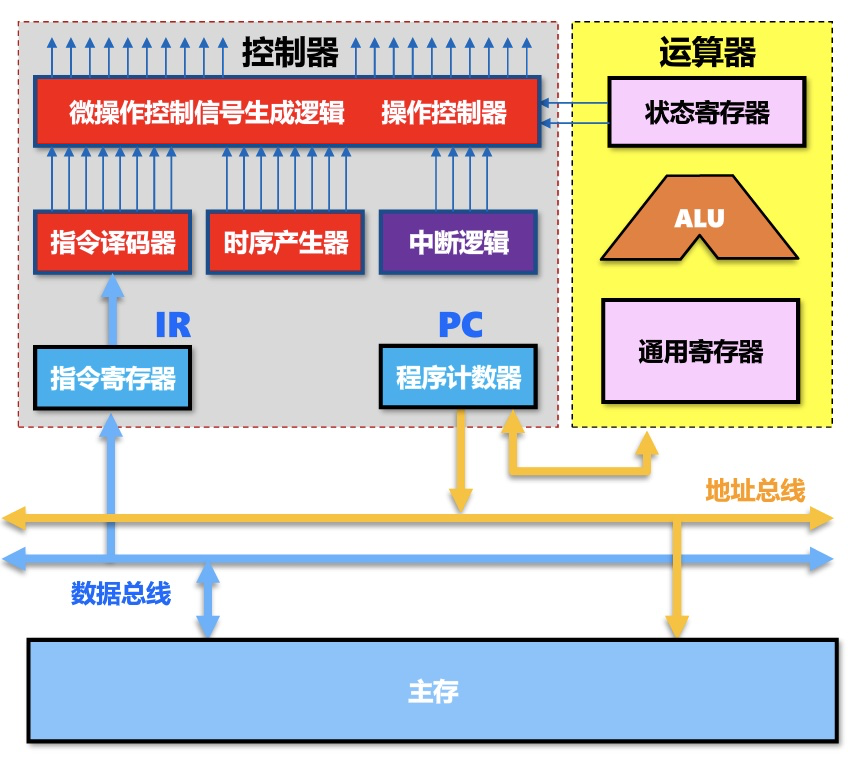 控制器
运算器
微操作控制信号生成逻辑 操作控制器
状态寄存器
ALU
指令译码器
时序产生器
中断逻辑
IR
PC
通用寄存器
指令寄存器
程序计数器
地址总线
数据总线
主存